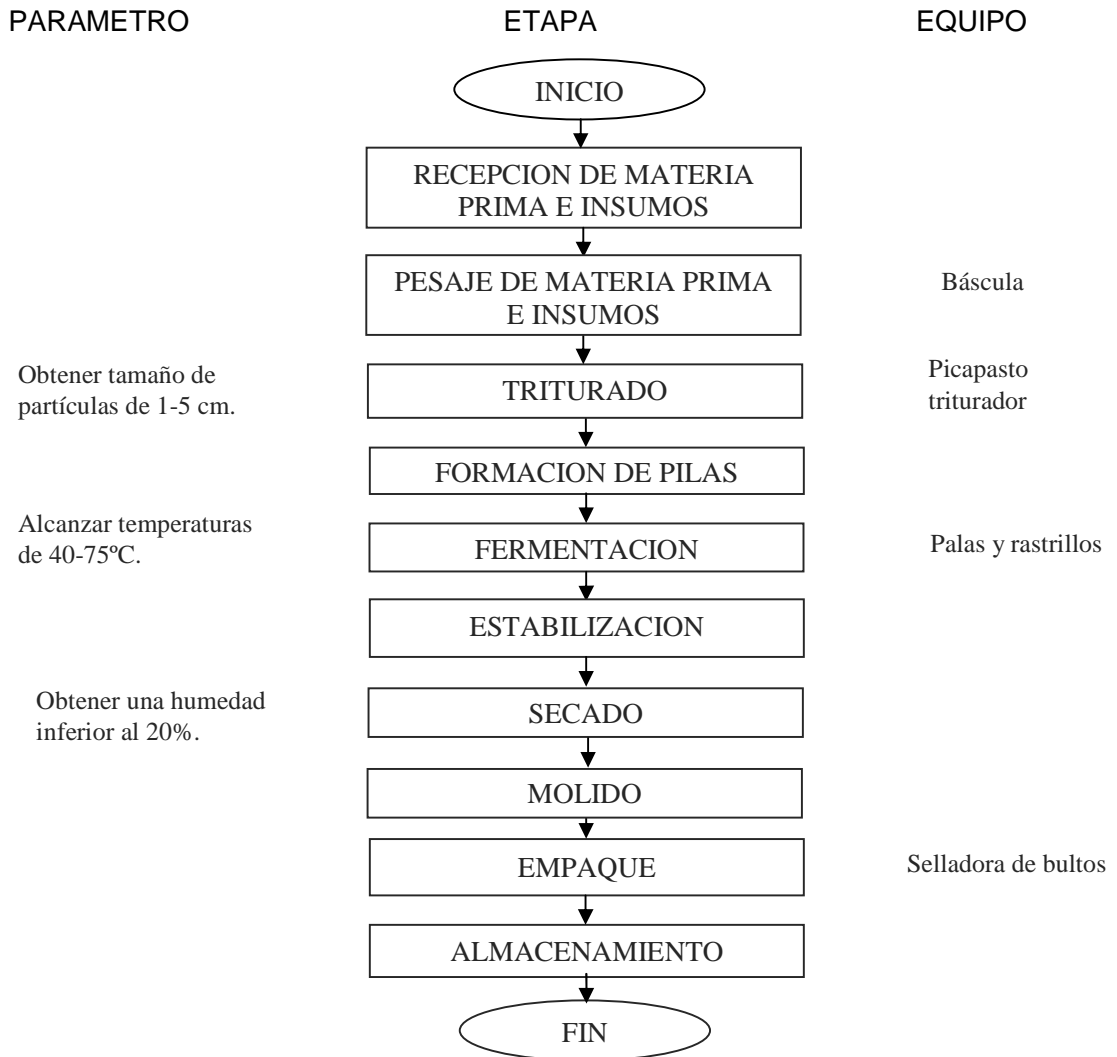 PARAMETRO ETAPA EQUIPO
INICIO
RECEPCION DE MATERIA
PRIMA E INSUMOS
PESAJE DE MATERIA PRIMA
E INSUMOS
Báscula
Obtener tamaño de
partículas de 1-5 cm.
TRITURADO
Picapasto
triturador
FORMACION DE PILAS
Alcanzar temperaturas
de 40-75ºC.
FERMENTACION
Palas y rastrillos
ESTABILIZACION
Obtener una humedad
inferior al 20%.
SECADO
MOLIDO
EMPAQUE
Selladora de bultos
ALMACENAMIENTO
FIN